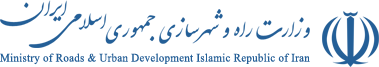 وزارت راه و شهرسازی جمهوری اسلامی ایران
Ministry of Roads & Urban Development Islamic Republic of Iran